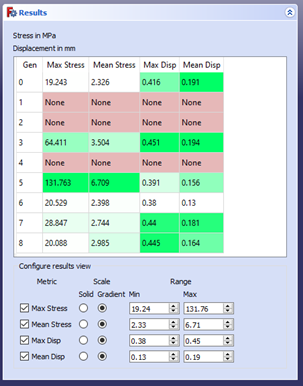 Results
Stress in MPa
Displacement in mm
Gen Max Stress Mean Stress Max Disp Mean Disp
0 19.243 2.326 0.416 0.191
1 None None None None
2 None None None None
3 64.411 3.504 0.451 0.194
4 None None None None
5 131.763 6.709 0.391 0.156
6 20.529 2.398 0.38 0.13
7 28.847 2.744 0.44 0.181
8 20.088 2.985 0.445 0.164
Configure results view
Metric Scale Range
Solid Gradient Min Max
Max Stress 19.24 131.76
Mean Stress 2.33 6.71
Max Disp 0.38 0.45
Mean Disp 0.13 0.19